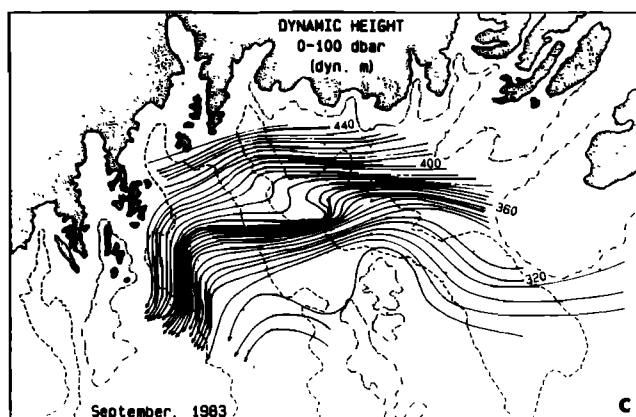 DYNAMIC HEIGHT
0-100 dbar
(dyn. m)
440
400
360
320
September, 1983
C